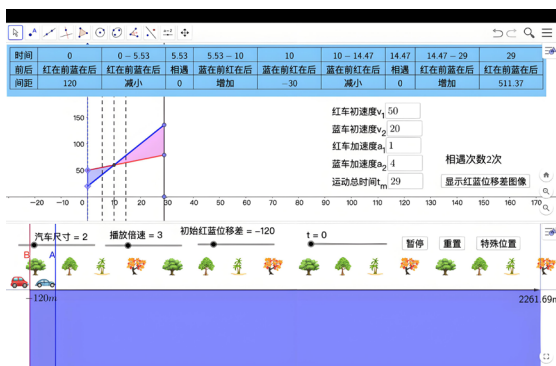 时间 0 0－5.53 5.53 5.53－10 10 10－14.47 14.47 14.47－29 29
前后 红在前蓝在后 红在前蓝在后 相遇 蓝在前红在后 蓝在前红在后 蓝在前红在后 相遇 红在前蓝在后 红在前蓝在后
间距 120 减小 0 增加 −30 减小 0 增加 511.37
150
100
50
−20 −10 0 10 20 30 40 50 60 70 80 90 100 110 120 130 140 150 160 170
红车初速度v₁ 50
蓝车初速度v₂ 20
红车加速度a₁ 1
蓝车加速度a₂ 4
运动总时间tₘ 29
相遇次数2次
显示红蓝位移差图像
汽车尺寸 = 2
播放倍速 = 3
初始红蓝位移差 = −120
t = 0
暂停 重置 特殊位置
B A
−120m 2261.69m